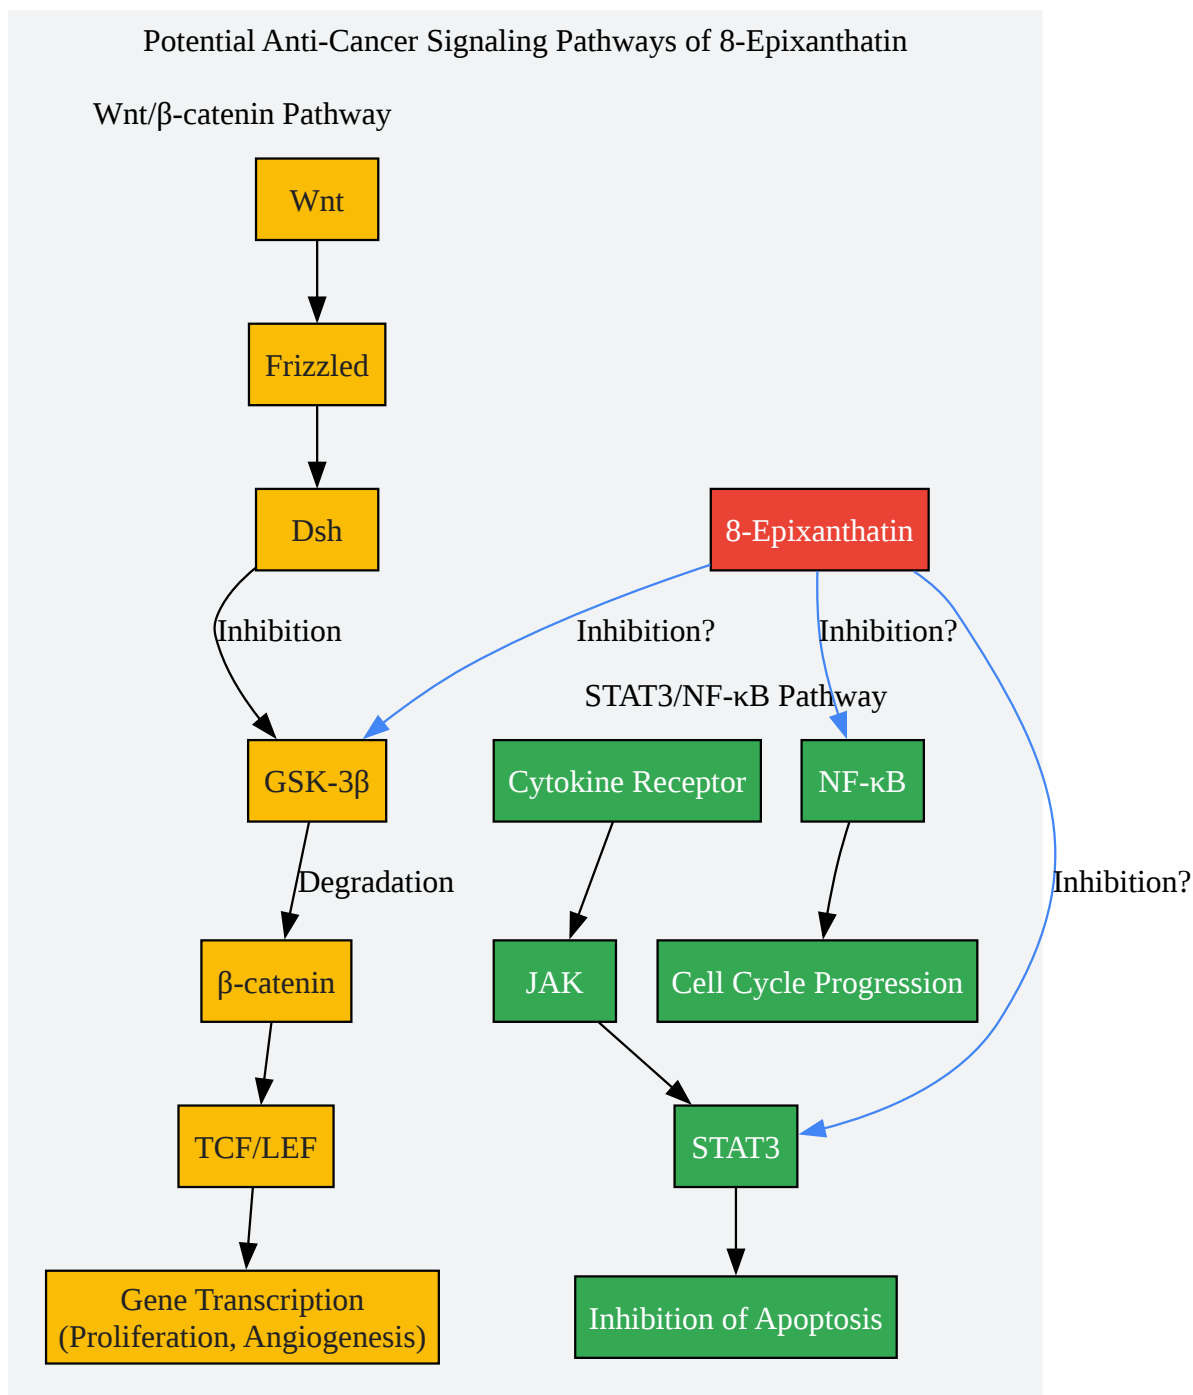 Potential Anti-Cancer Signaling Pathways of 8-Epixanthatin
Wnt/β-catenin Pathway
Wnt
Frizzled
Dsh
8-Epixanthatin
Inhibition
Inhibition?
Inhibition?
STAT3/NF-κB Pathway
GSK-3β
Cytokine Receptor
NF-κB
Degradation
Inhibition?
β-catenin
JAK
Cell Cycle Progression
TCF/LEF
STAT3
Gene Transcription
(Proliferation, Angiogenesis)
Inhibition of Apoptosis